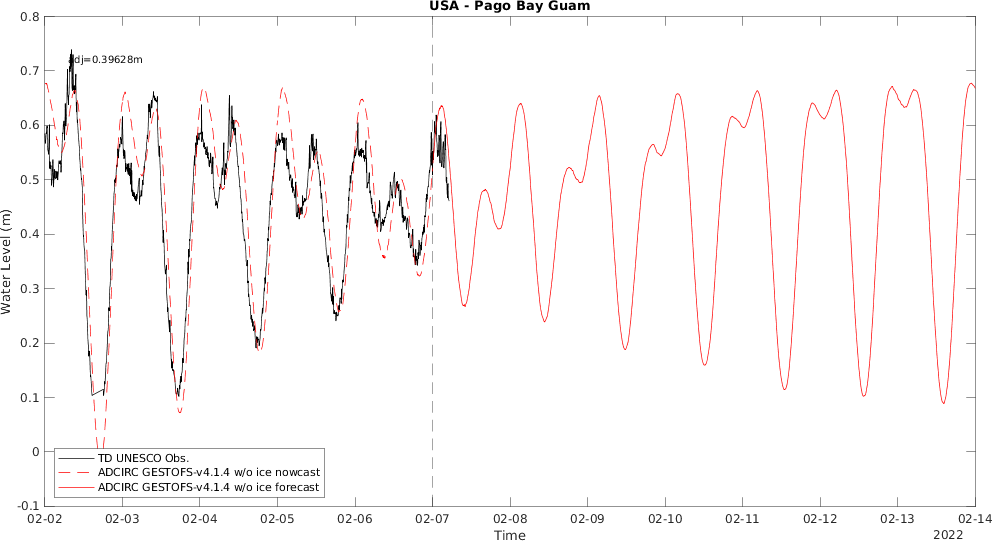 USA - Pago Bay Guam
0.8
adj=0.39628m
0.7
0.6
0.5
0.4
0.3
0.2
0.1
0
-0.1
Water Level (m)
TD UNESCO Obs.
ADCIRC GESTOFS-v4.1.4 w/o ice nowcast
ADCIRC GESTOFS-v4.1.4 w/o ice forecast
02-02 02-03 02-04 02-05 02-06 02-07 02-08 02-09 02-10 02-11 02-12 02-13 02-14
Time
2022